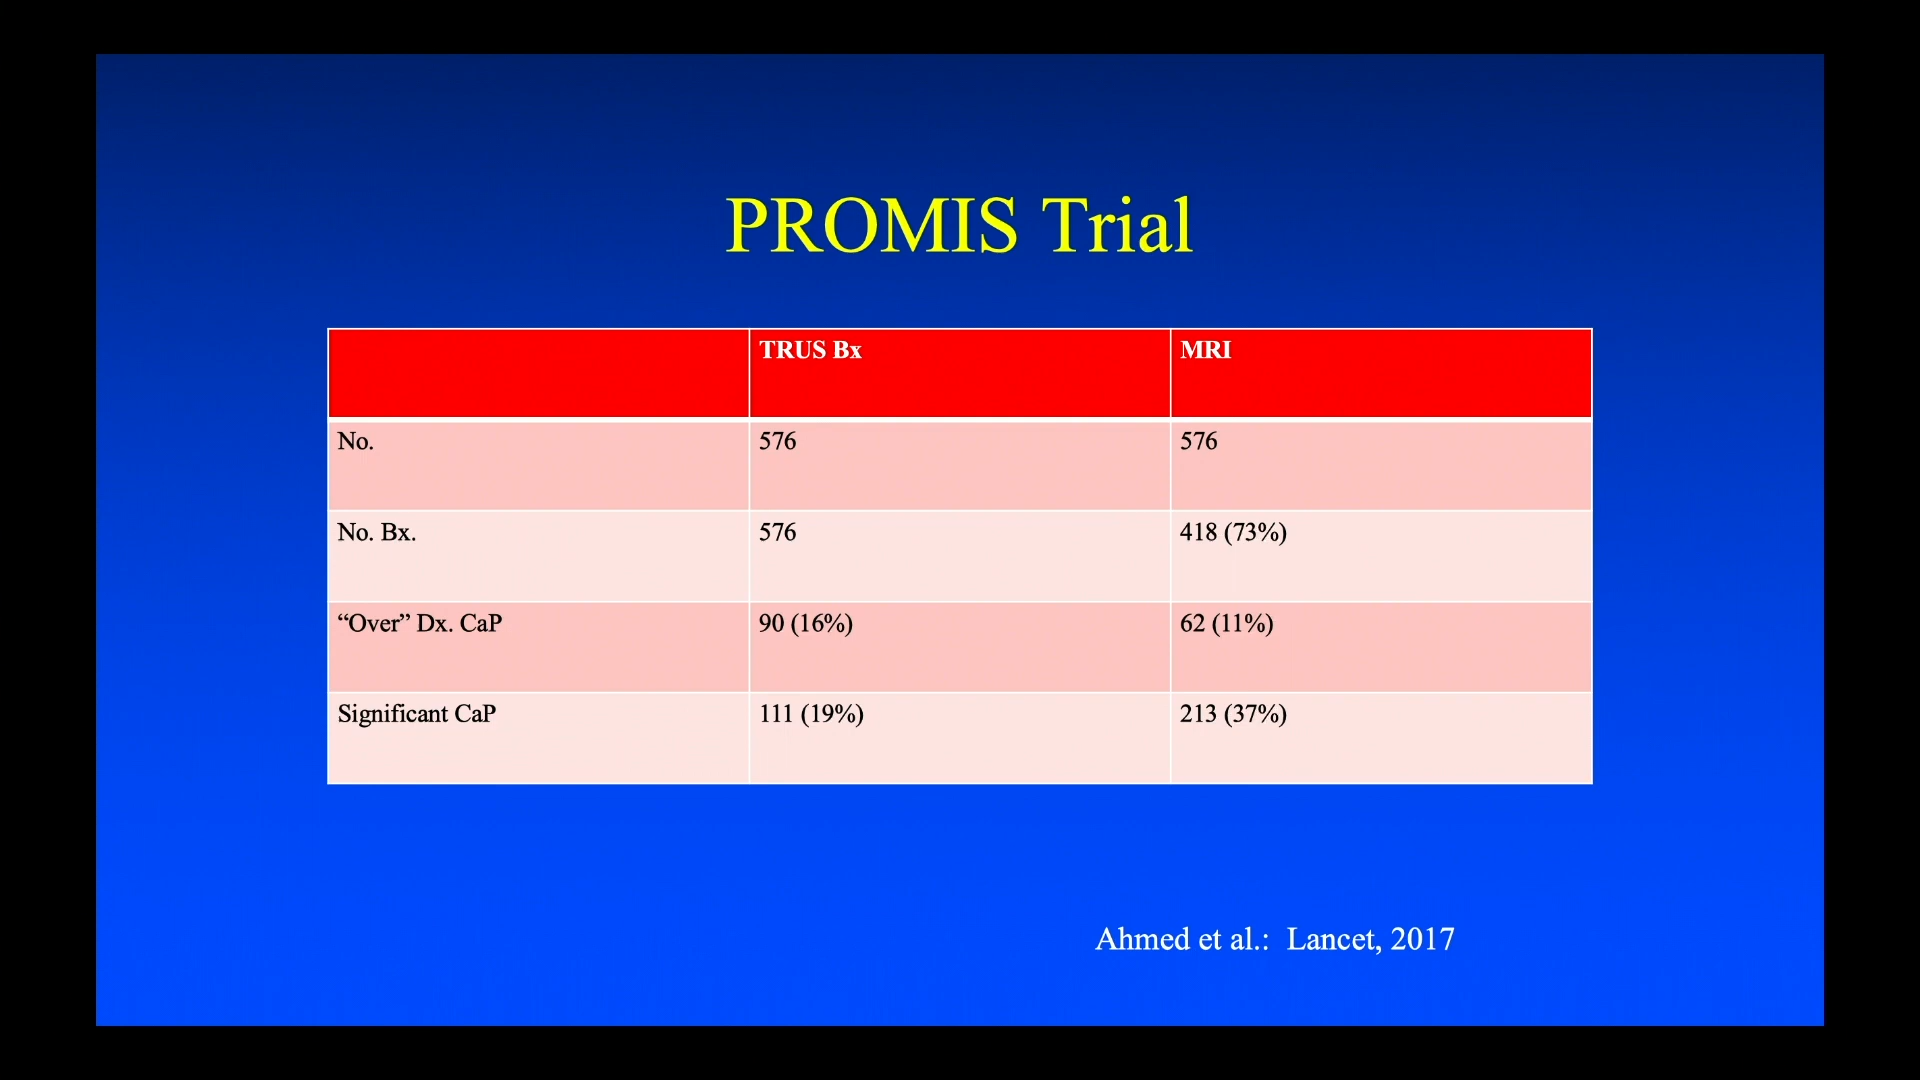 PROMIS Trial
TRUS Bx MRI
No. 576 576
No. Bx. 576 418 (73%)
“Over” Dx. CaP 90 (16%) 62 (11%)
Significant CaP 111 (19%) 213 (37%)
Ahmed et al.:  Lancet, 2017